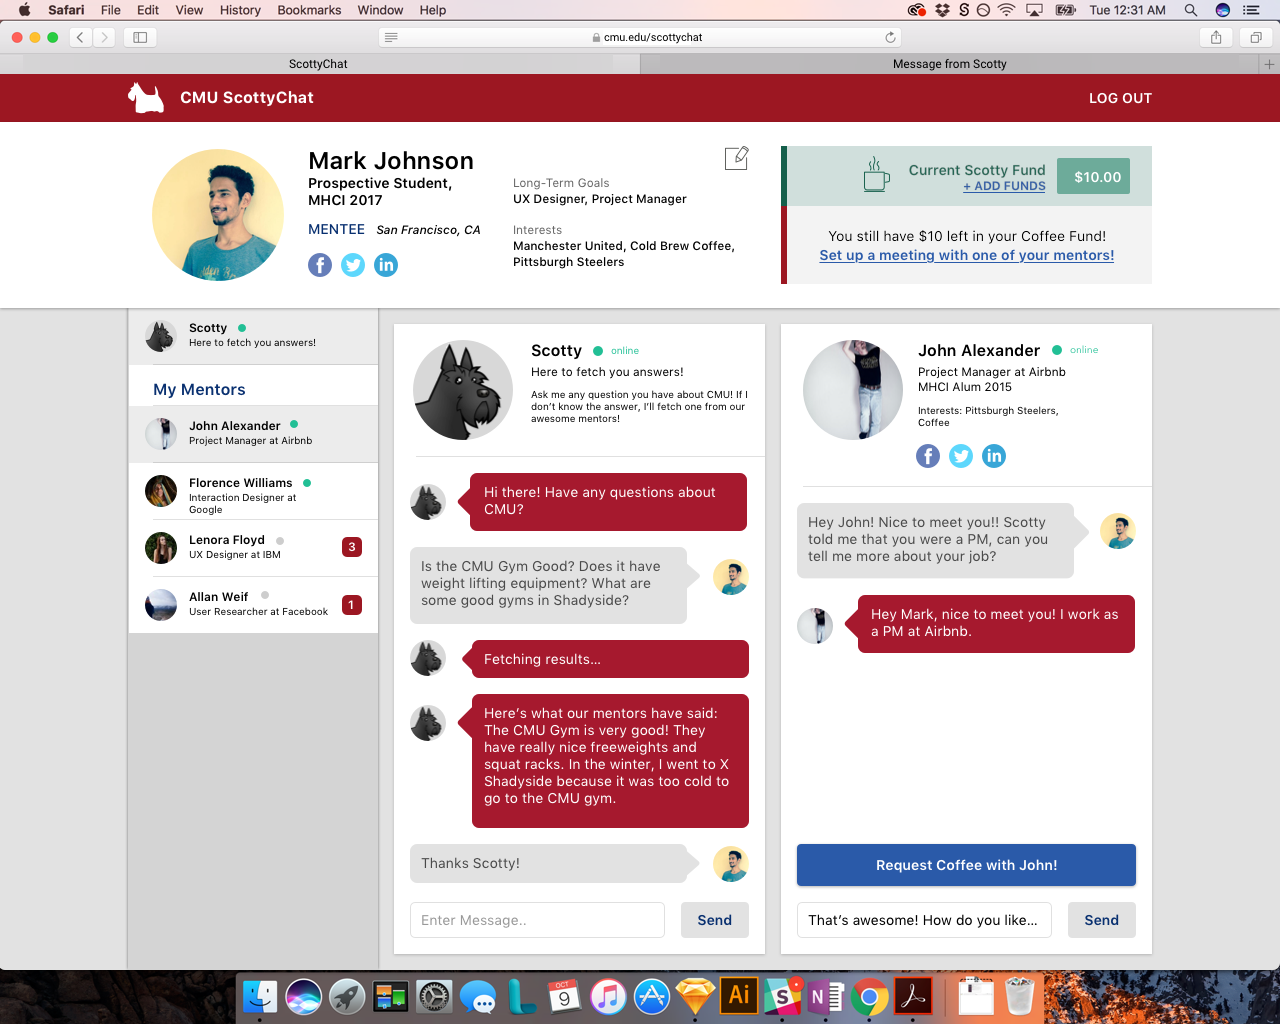 Safari File Edit View History Bookmarks Window Help
Tue 12:31 AM
cmu.edu/scottychat
ScottyChat
Message from Scotty
CMU ScottyChat
LOG OUT
Mark Johnson
Prospective Student,
MHCI 2017
MENTEE San Francisco, CA
Long-Term Goals
UX Designer, Project Manager
Interests
Manchester United, Cold Brew Coffee,
Pittsburgh Steelers
Current Scotty Fund
+ ADD FUNDS
$10.00
You still have $10 left in your Coffee Fund!
Set up a meeting with one of your mentors!
Scotty
Here to fetch you answers!
My Mentors
John Alexander
Project Manager at Airbnb
Florence Williams
Interaction Designer at
Google
Lenora Floyd
UX Designer at IBM
3
Allan Weif
User Researcher at Facebook
1
Scotty
online
Here to fetch you answers!
Ask me any question you have about CMU! If I
don't know the answer, I'll fetch one from our
awesome mentors!
Hi there! Have any questions about
CMU?
Is the CMU Gym Good? Does it have
weight lifting equipment? What are
some good gyms in Shadyside?
Fetching results...
Here's what our mentors have said:
The CMU Gym is very good! They
have really nice freeweights and
squat racks. In the winter, I went to X
Shadyside because it was too cold to
go to the CMU gym.
Thanks Scotty!
Enter Message..
Send
John Alexander
online
Project Manager at Airbnb
MHCI Alum 2015
Interests: Pittsburgh Steelers,
Coffee
Hey John! Nice to meet you!! Scotty
told me that you were a PM, can you
tell me more about your job?
Hey Mark, nice to meet you! I work as
a PM at Airbnb.
Request Coffee with John!
That's awesome! How do you like...
Send
OCT
9
Ai